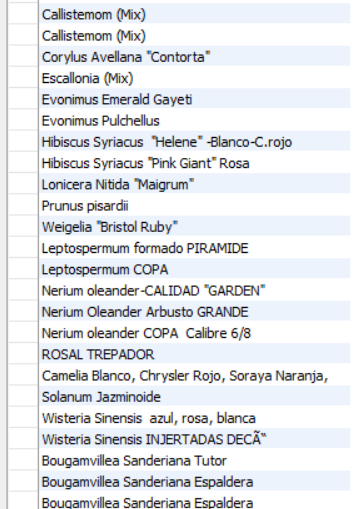 Callistemom (Mix)
Callistemom (Mix)
Corylus Avellana "Contorta"
Escallonia (Mix)
Evonimus Emerald Gayeti
Evonimus Pulchellus
Hibiscus Syriacus  "Helene" -Blanco-C.rojo
Hibiscus Syriacus "Pink Giant" Rosa
Lonicera Nitida "Maigrum"
Prunus pisardii
Weigelia "Bristol Ruby"
Leptospermum formado PIRAMIDE
Leptospermum COPA
Nerium oleander-CALIDAD "GARDEN"
Nerium Oleander Arbusto GRANDE
Nerium oleander COPA  Calibre 6/8
ROSAL TREPADOR
Camelia Blanco, Chrysler Rojo, Soraya Naranja,
Solanum Jazminoide
Wisteria Sinensis  azul, rosa, blanca
Wisteria Sinensis INJERTADAS DECÃ“
Bougamvillea Sanderiana Tutor
Bougamvillea Sanderiana Espaldera
Bougamvillea Sanderiana Espaldera